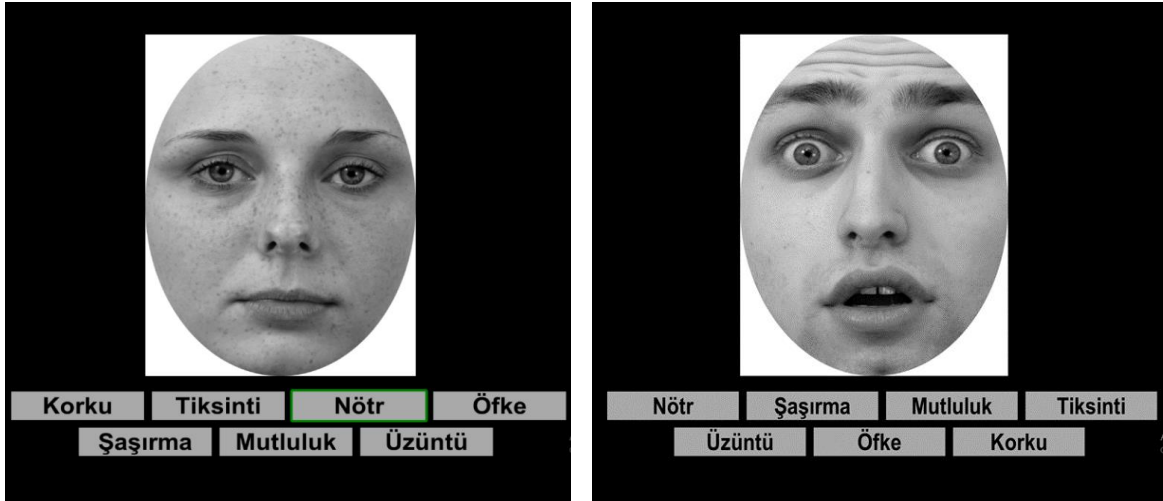 Korku Tiksinti Nötr Öfke
Şaşırma Mutluluk Üzüntü
Nötr Şaşırma Mutluluk Tiksinti
Üzüntü Öfke Korku